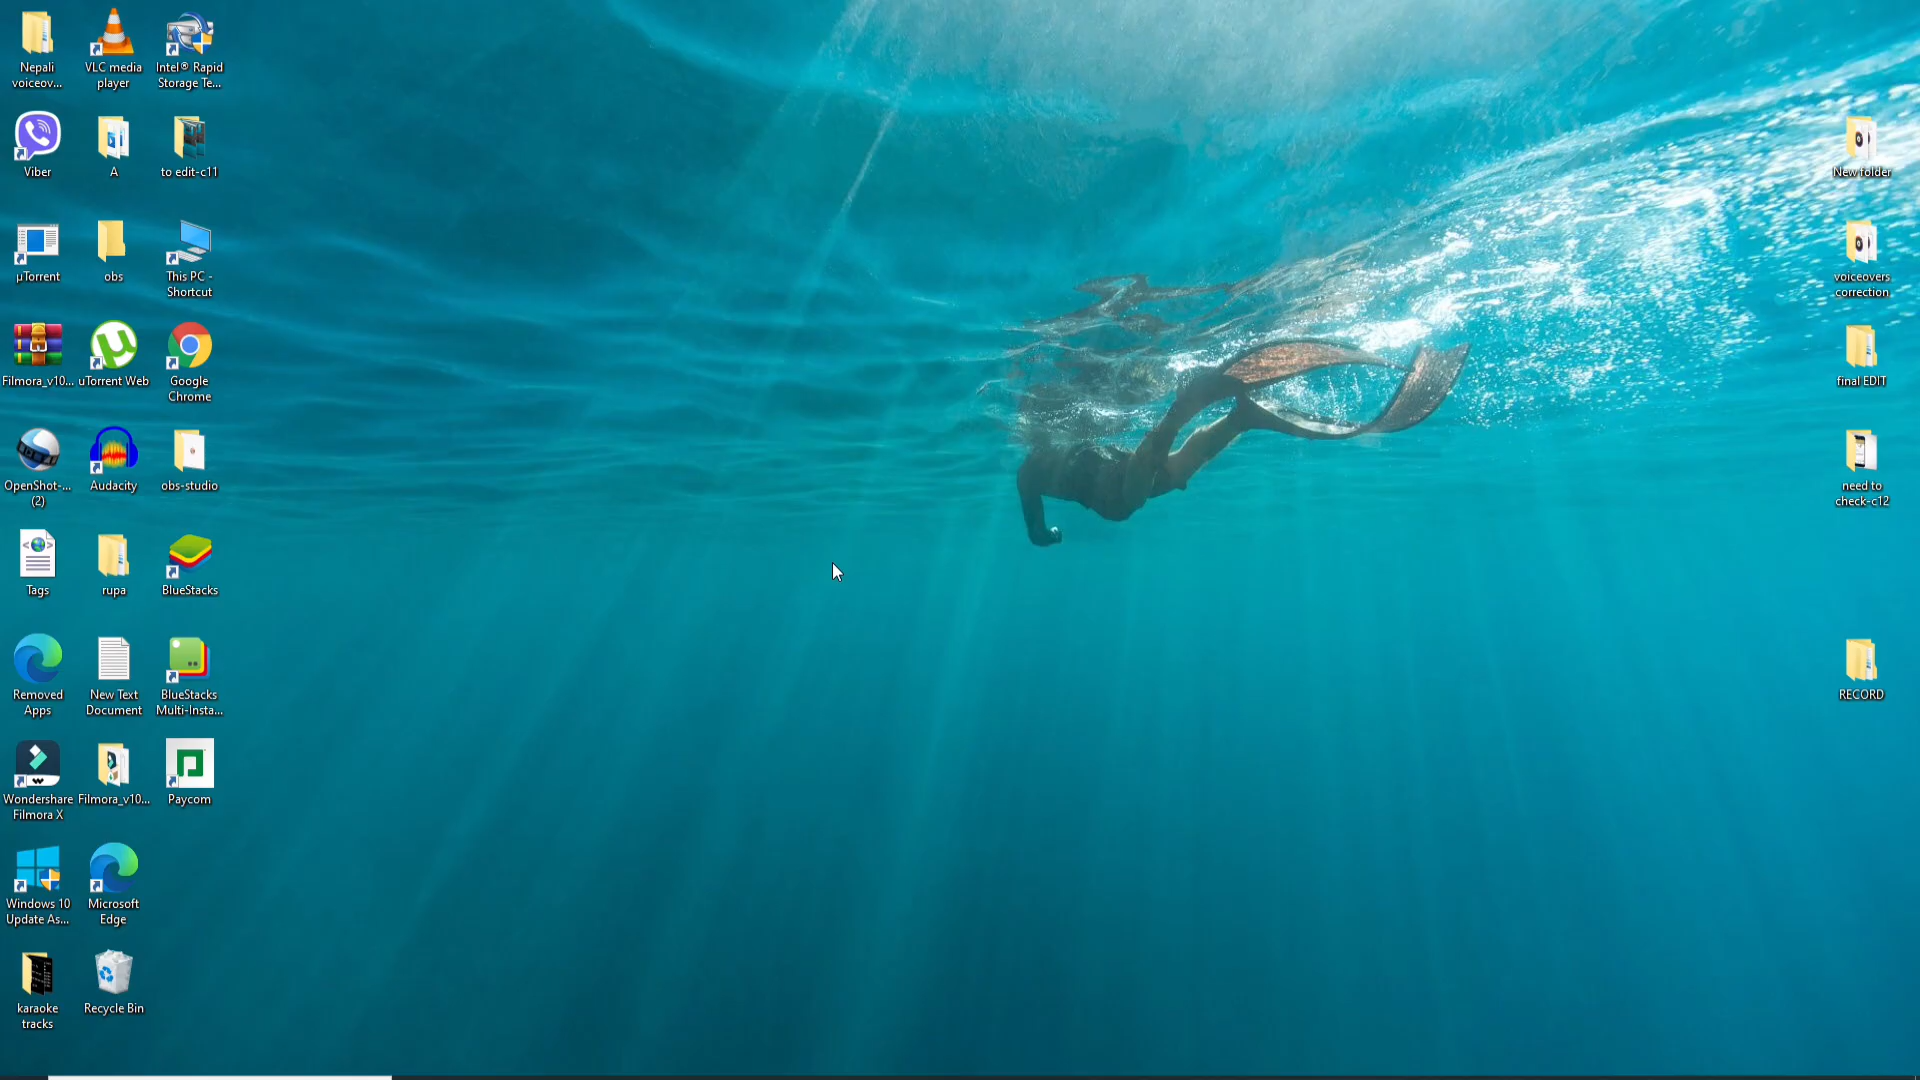 Nepali
voiceov...
VLC media
player
Intel® Rapid
Storage Te...
Viber
A
to edit-c11
µTorrent
obs
This PC -
Shortcut
Filmora_v10...
uTorrent Web
Google
Chrome
OpenShot-...
(2)
Audacity
obs-studio
Tags
rupa
BlueStacks
Removed
Apps
New Text
Document
BlueStacks
Multi-Insta...
Wondershare
Filmora X
Filmora_v10...
Paycom
Windows 10
Update As...
Microsoft
Edge
karaoke
tracks
Recycle Bin
New folder
voiceovers
correction
final EDIT
need to
check-c12
RECORD